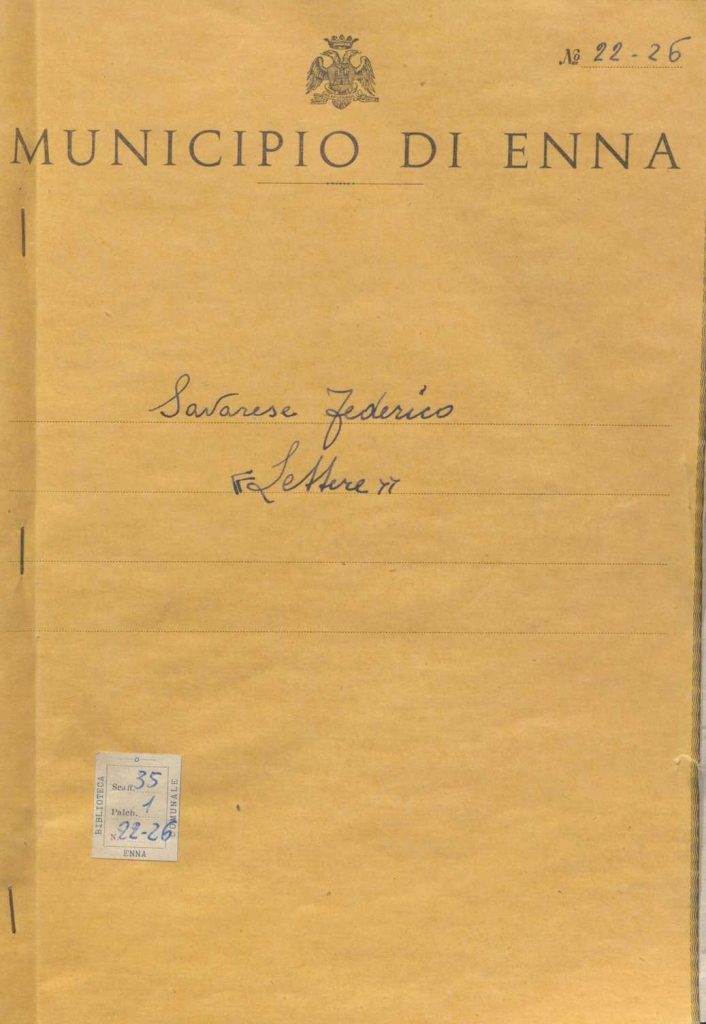 № 22-26
MUNICIPIO DI ENNA
Savarese Federico
"Lettere"
BIBLIOTECA
COMUNALE
Scaff. 35
Palch. 1
N. 22-26
ENNA